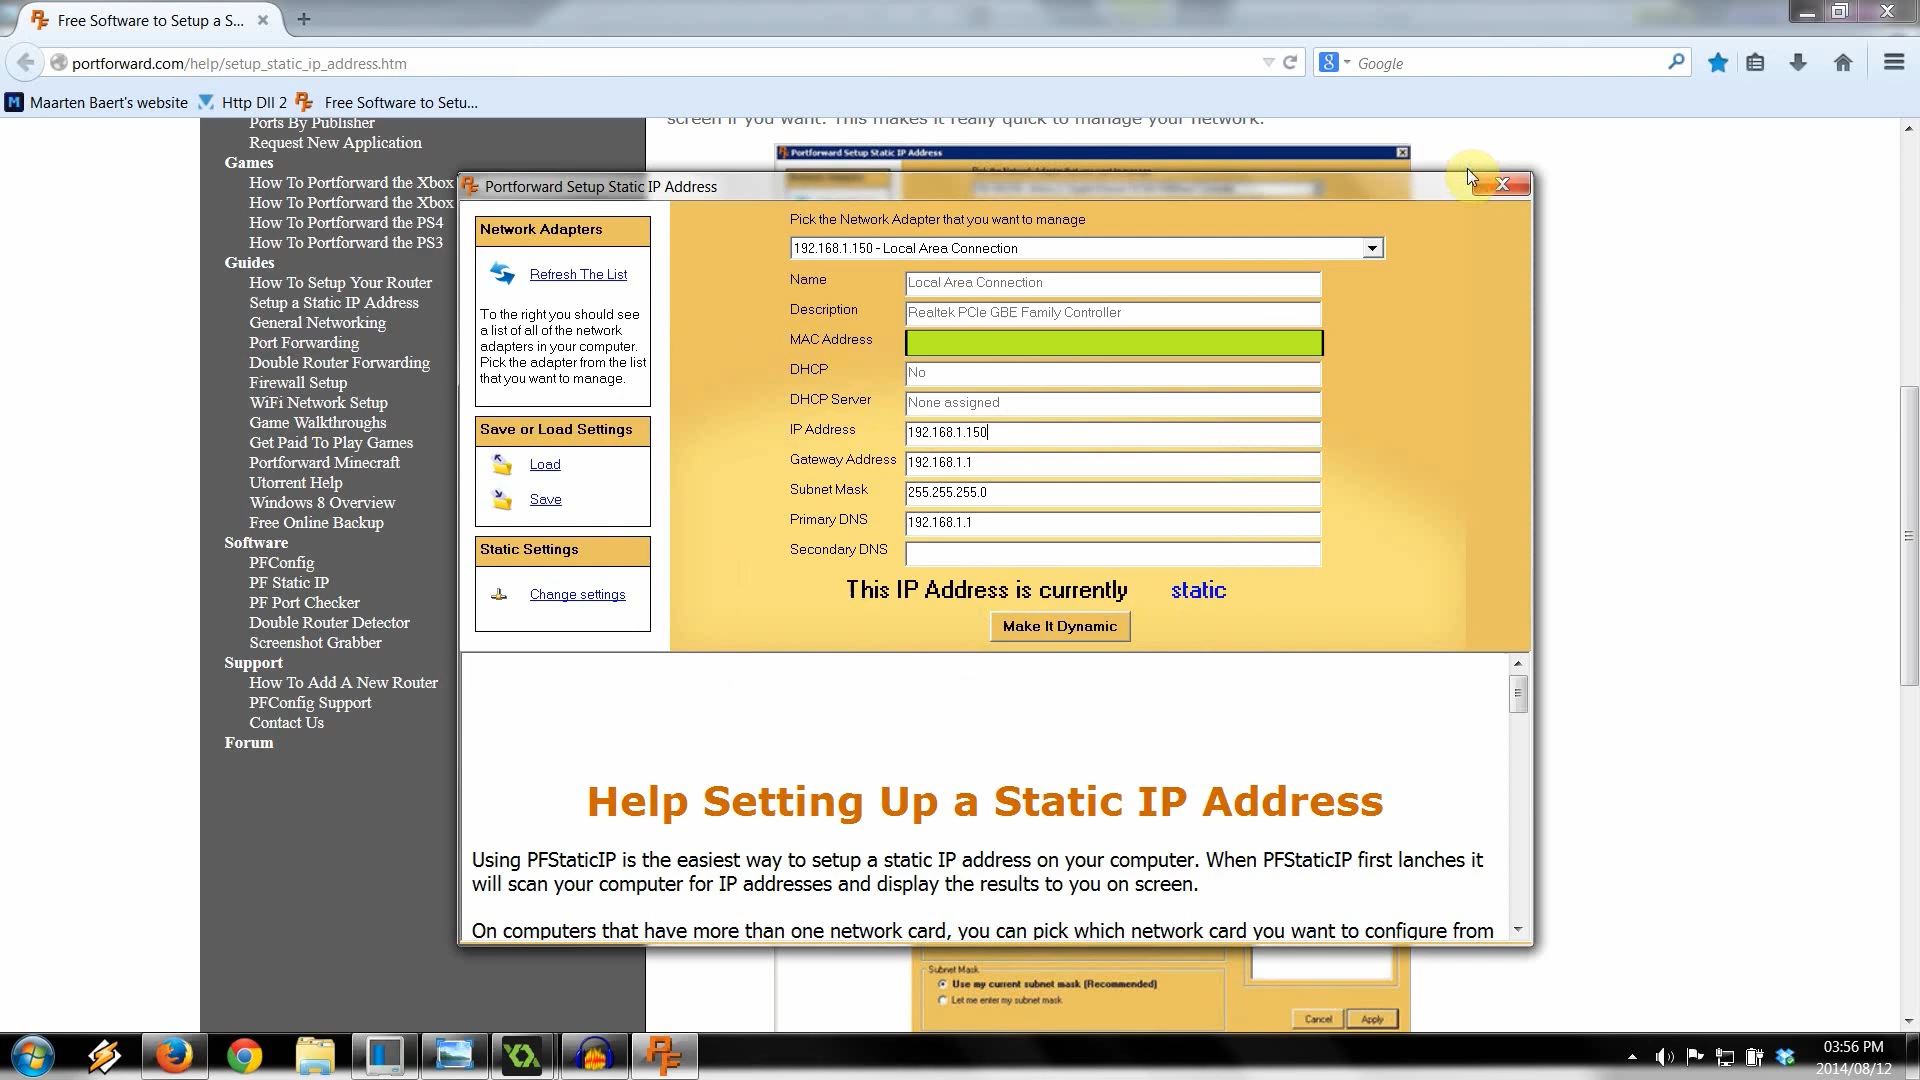 Free Software to Setup a S...
portforward.com/help/setup_static_ip_address.htm
Google
Maarten Baert's website
Http Dll 2
Free Software to Setu...
Ports By Publisher
Request New Application
Games
How To Portforward the Xbox
How To Portforward the Xbox
How To Portforward the PS4
How To Portforward the PS3
Guides
How To Setup Your Router
Setup a Static IP Address
General Networking
Port Forwarding
Double Router Forwarding
Firewall Setup
WiFi Network Setup
Game Walkthroughs
Get Paid To Play Games
Portforward Minecraft
Utorrent Help
Windows 8 Overview
Free Online Backup
Software
PFConfig
PF Static IP
PF Port Checker
Double Router Detector
Screenshot Grabber
Support
How To Add A New Router
PFConfig Support
Contact Us
Forum
screen if you want. This makes it really quick to manage your network.
Portforward Setup Static IP Address
Portforward Setup Static IP Address
Network Adapters
Refresh The List
To the right you should see
a list of all of the network
adapters in your computer.
Pick the adapter from the list
that you want to manage.
Save or Load Settings
Load
Save
Static Settings
Change settings
Pick the Network Adapter that you want to manage
192.168.1.150 - Local Area Connection
Name
Local Area Connection
Description
Realtek PCIe GBE Family Controller
MAC Address
DHCP
No
DHCP Server
None assigned
IP Address
192.168.1.150
Gateway Address
192.168.1.1
Subnet Mask
255.255.255.0
Primary DNS
192.168.1.1
Secondary DNS
This IP Address is currently static
Make It Dynamic
Help Setting Up a Static IP Address
Using PFStaticIP is the easiest way to setup a static IP address on your computer. When PFStaticIP first lanches it
will scan your computer for IP addresses and display the results to you on screen.
On computers that have more than one network card, you can pick which network card you want to configure from
Subnet Mask
Use my current subnet mask (Recommended)
Let me enter my subnet mask
Cancel
Apply
03:56 PM
2014/08/12